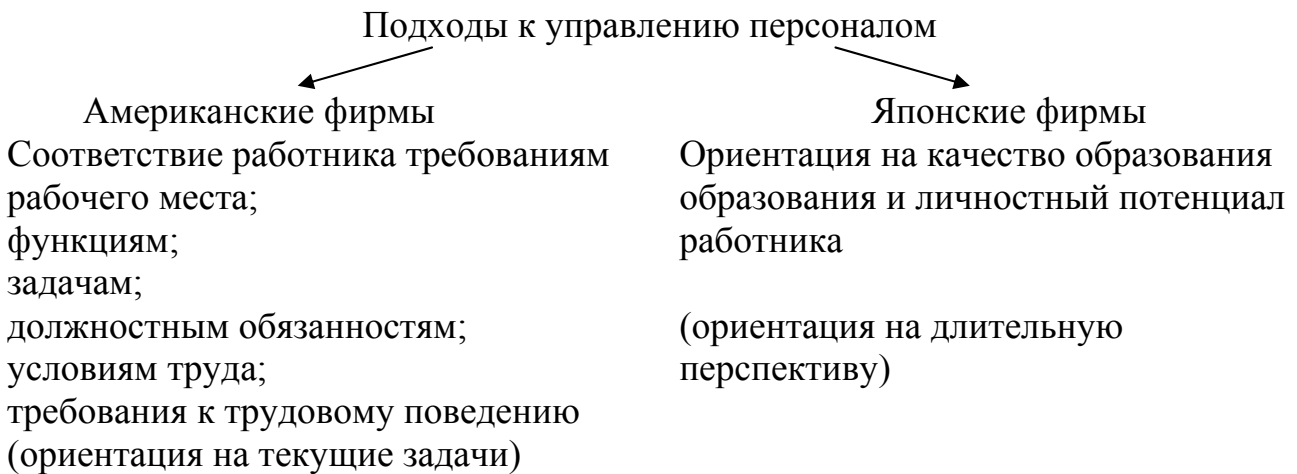 Подходы к управлению персоналом
Американские фирмы
Соответствие работника требованиям
рабочего места;
функциям;
задачам;
должностным обязанностям;
условиям труда;
требования к трудовому поведению
(ориентация на текущие задачи)
Японские фирмы
Ориентация на качество образования
образования и личностный потенциал
работника
(ориентация на длительную
перспективу)